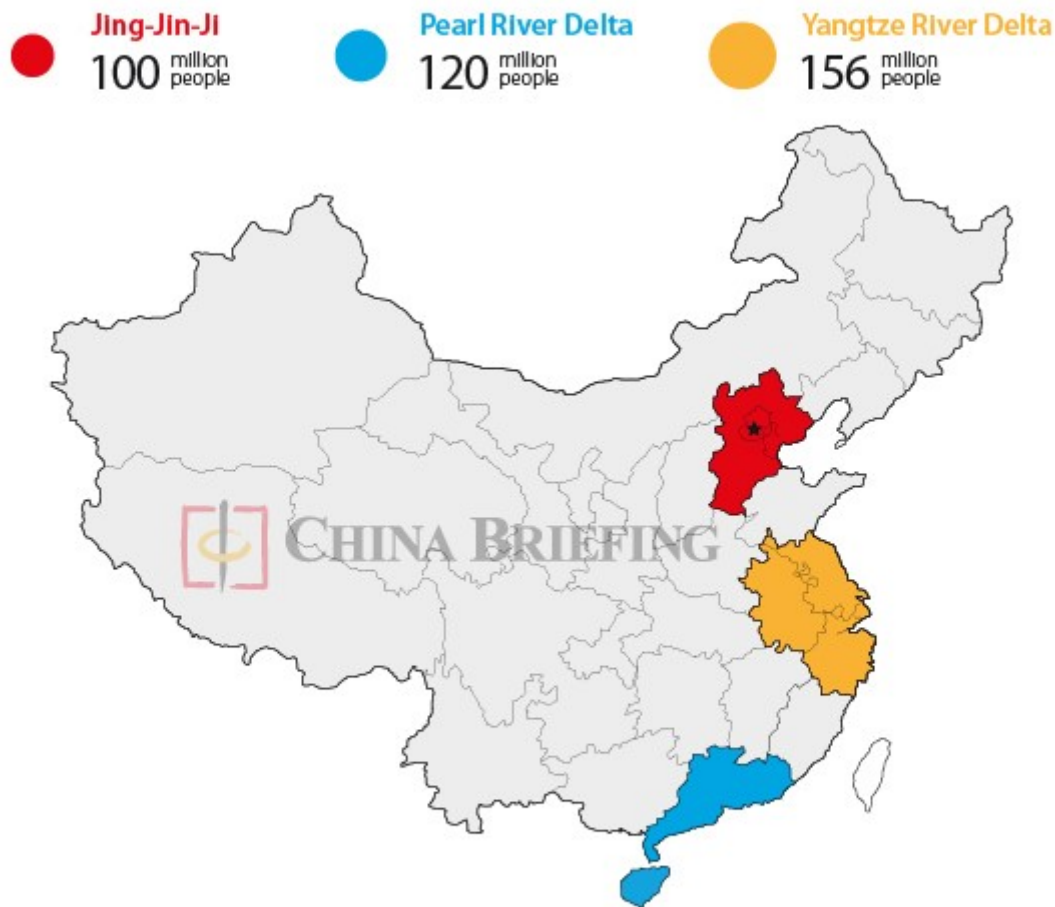 Jing-Jin-Ji
100 million people
Pearl River Delta
120 million people
Yangtze River Delta
156 million people
CHINA BRIEFING